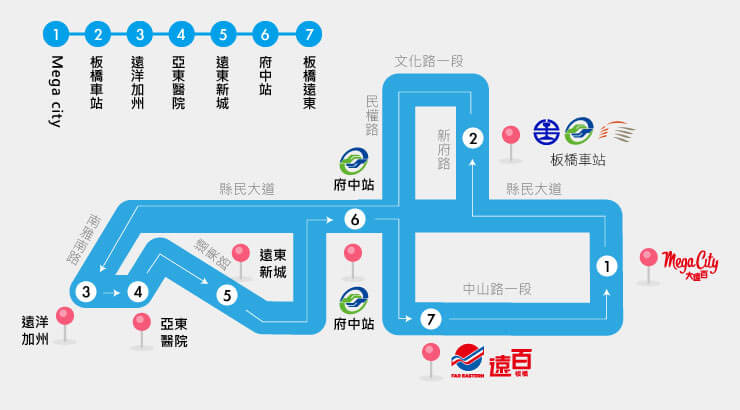 1 2 3 4 5 6 7
Mega city
板橋車站
遠洋加州
亞東醫院
遠東新城
府中站
板橋遠東
文化路一段
民權路
新府路
2
板橋車站
府中站
縣民大道
縣民大道
南雅南路
6
遠東
新城
1
Mega City
大遠百
3
4
5
府中站
中山路一段
7
遠洋
加州
亞東
醫院
FAR EASTERN
遠百
板橋